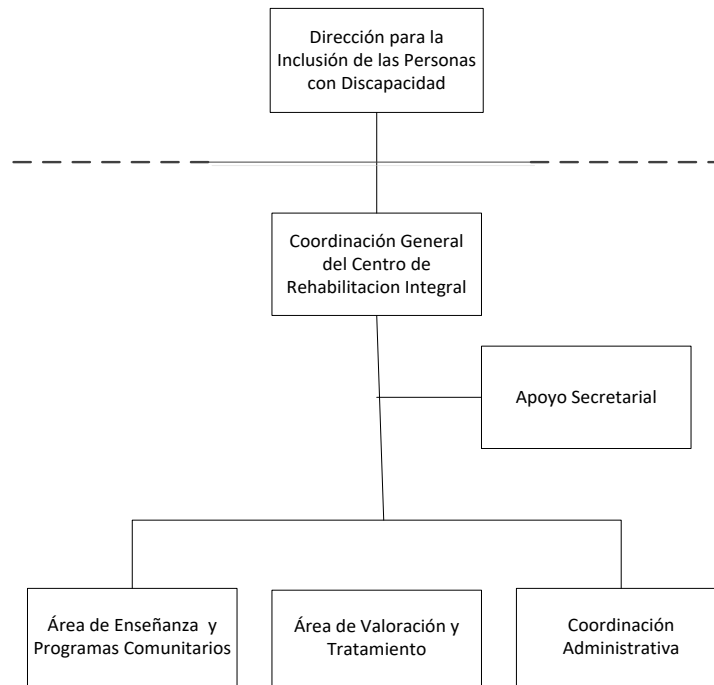 Dirección para la
Inclusión de las Personas
con Discapacidad
Coordinación General
del Centro de
Rehabilitacion Integral
Apoyo Secretarial
Área de Enseñanza y
Programas Comunitarios
Área de Valoración y
Tratamiento
Coordinación
Administrativa